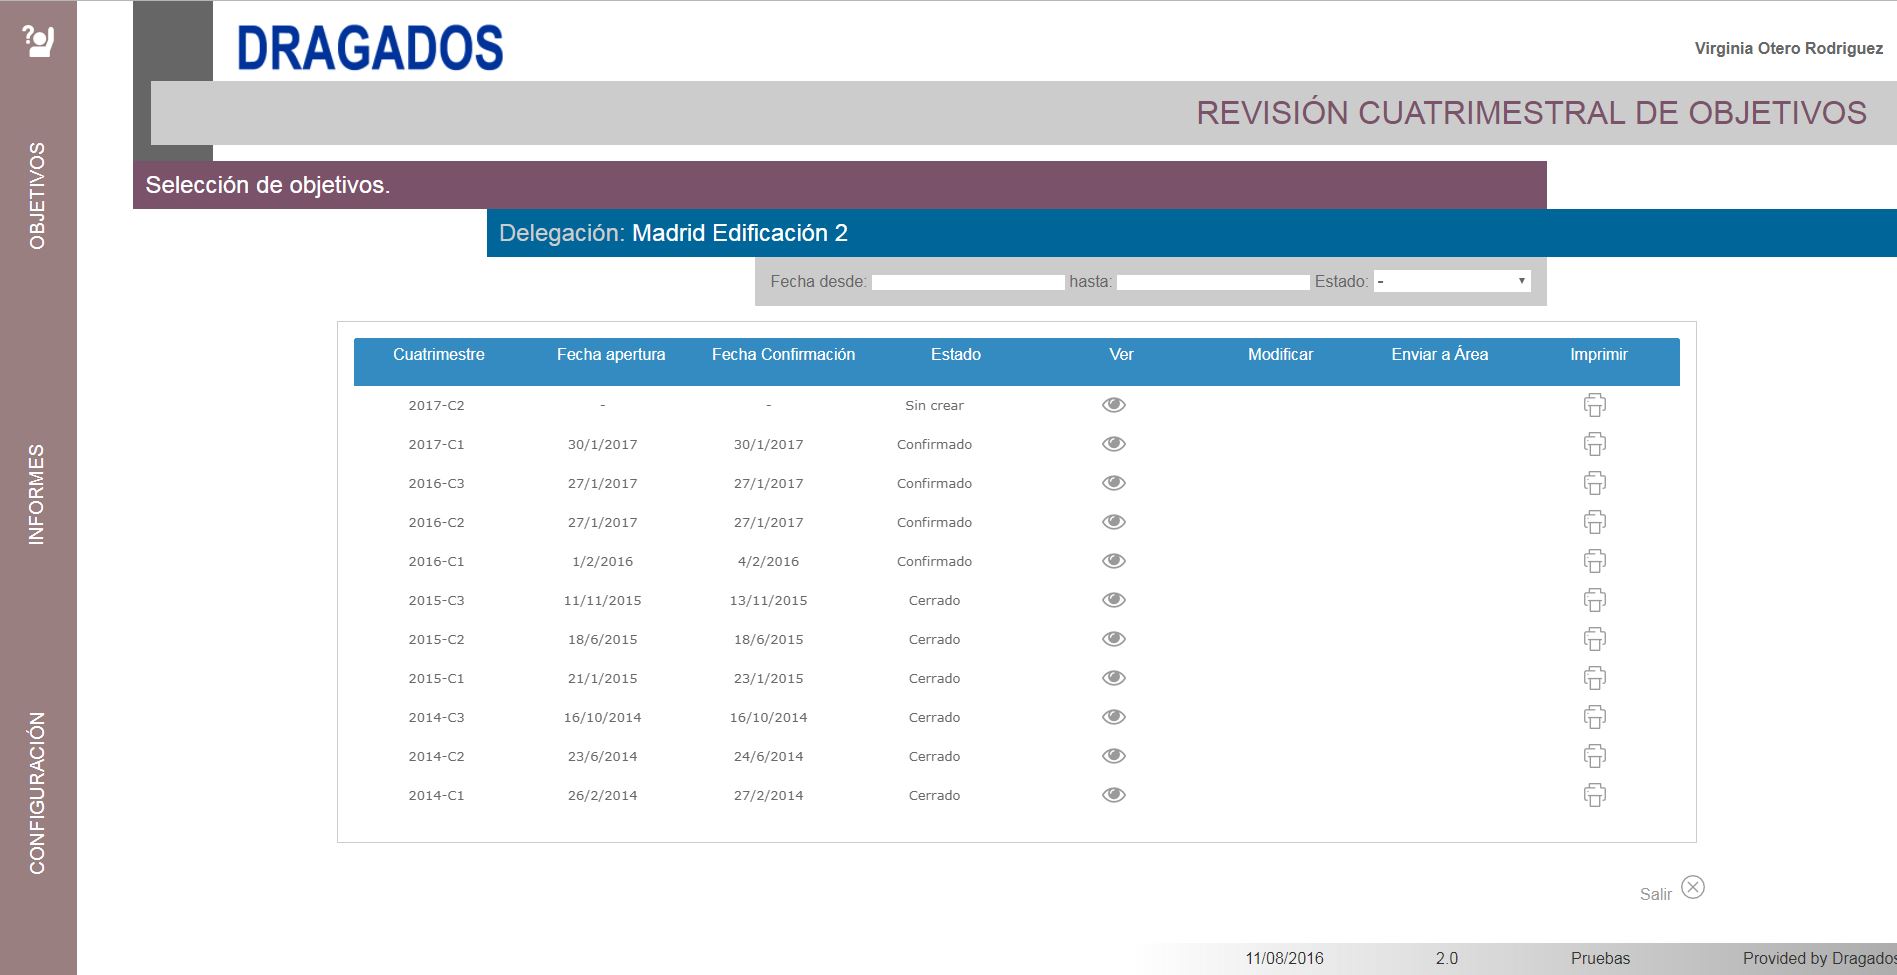 DRAGADOS
Virginia Otero Rodriguez
REVISIÓN CUATRIMESTRAL DE OBJETIVOS
Selección de objetivos.
Delegación: Madrid Edificación 2
Fecha desde: hasta: Estado: -
OBJETIVOS
INFORMES
CONFIGURACIÓN
Cuatrimestre Fecha apertura Fecha Confirmación Estado Ver Modificar Enviar a Área Imprimir
2017-C2 - - Sin crear
2017-C1 30/1/2017 30/1/2017 Confirmado
2016-C3 27/1/2017 27/1/2017 Confirmado
2016-C2 27/1/2017 27/1/2017 Confirmado
2016-C1 1/2/2016 4/2/2016 Confirmado
2015-C3 11/11/2015 13/11/2015 Cerrado
2015-C2 18/6/2015 18/6/2015 Cerrado
2015-C1 21/1/2015 23/1/2015 Cerrado
2014-C3 16/10/2014 16/10/2014 Cerrado
2014-C2 23/6/2014 24/6/2014 Cerrado
2014-C1 26/2/2014 27/2/2014 Cerrado
Salir
11/08/2016 2.0 Pruebas Provided by Dragados